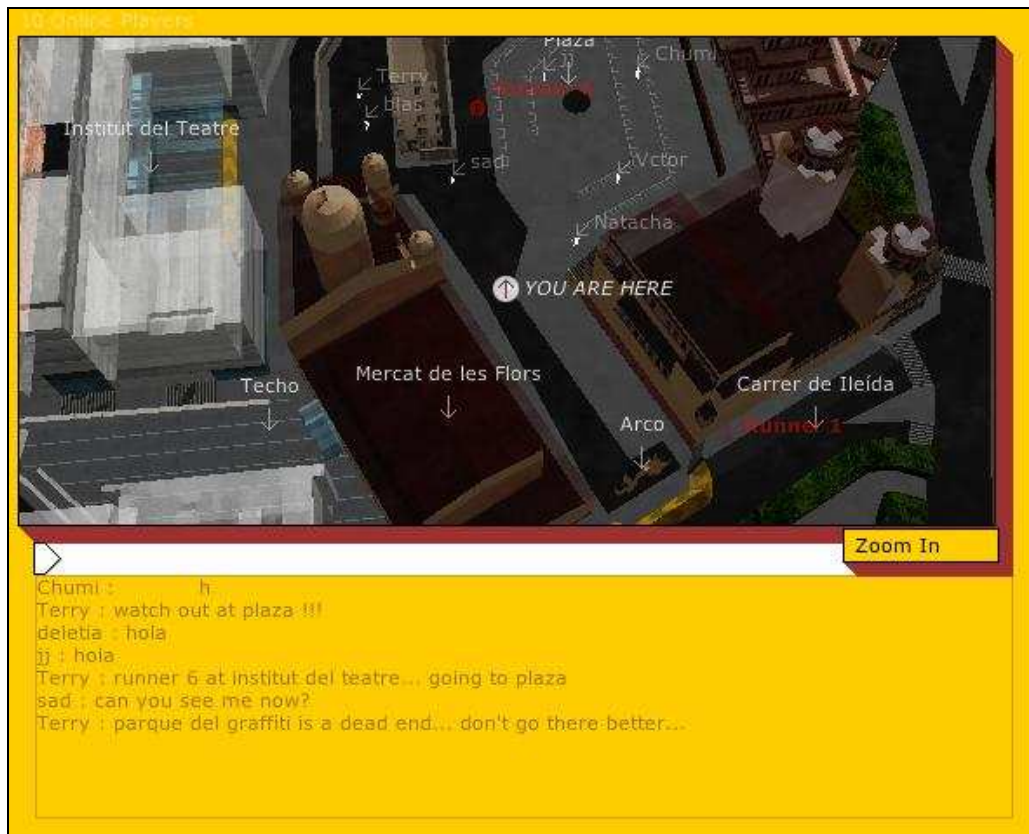 10 Online Players
Plaza
jj
Chumi
Terry
blas
Institut del Teatre
sad
Vctor
Natacha
YOU ARE HERE
Mercat de les Flors
Techo
Carrer de Ileída
Arco
Runner 1
Zoom In
Chumi : h
Terry : watch out at plaza !!!
deletia : hola
jj : hola
Terry : runner 6 at institut del teatre... going to plaza
sad : can you see me now?
Terry : parque del graffiti is a dead end... don't go there better...